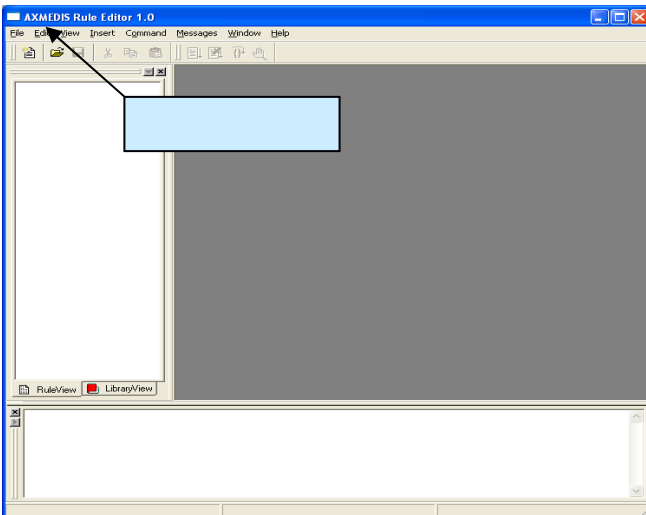 AXMEDIS Rule Editor 1.0
File Edit View Insert Command Messages Window Help
RuleView LibraryView